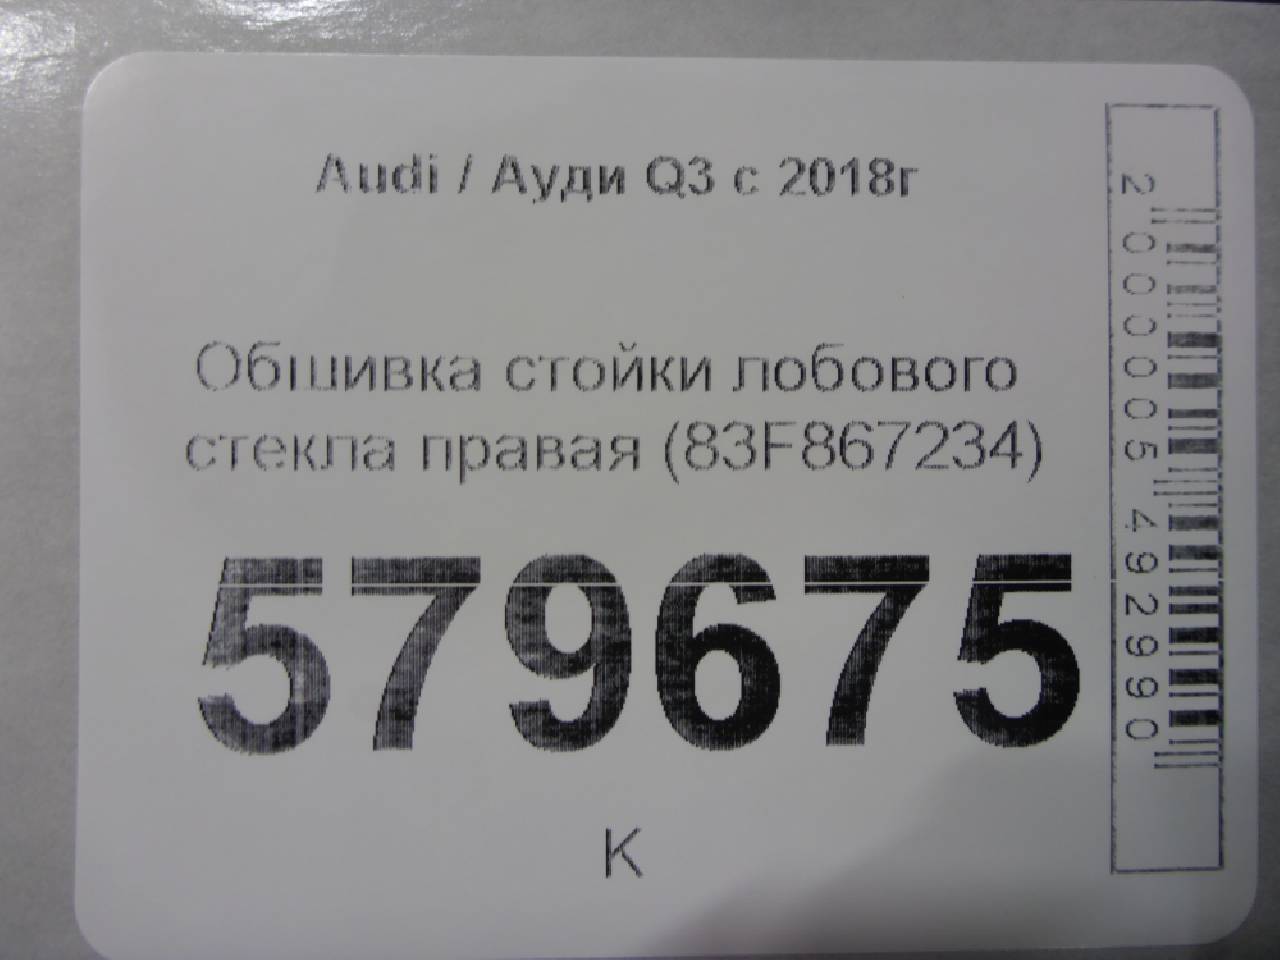 Audi / Ауди Q3 с 2018г
Обшивка стойки лобового
стекла правая (83F867234)
579675
К
2000005492990